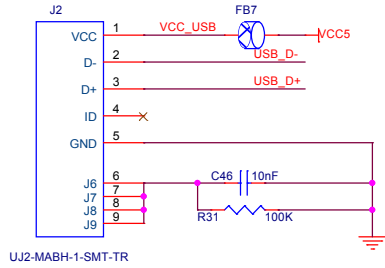 J2
FB7
VCC 1 VCC_USB VCC5
D- 2 USB_D-
D+ 3 USB_D+
ID 4
GND 5
J6 6 C46 10nF
J7 7
J8 8
J9 9 R31 100K
UJ2-MABH-1-SMT-TR